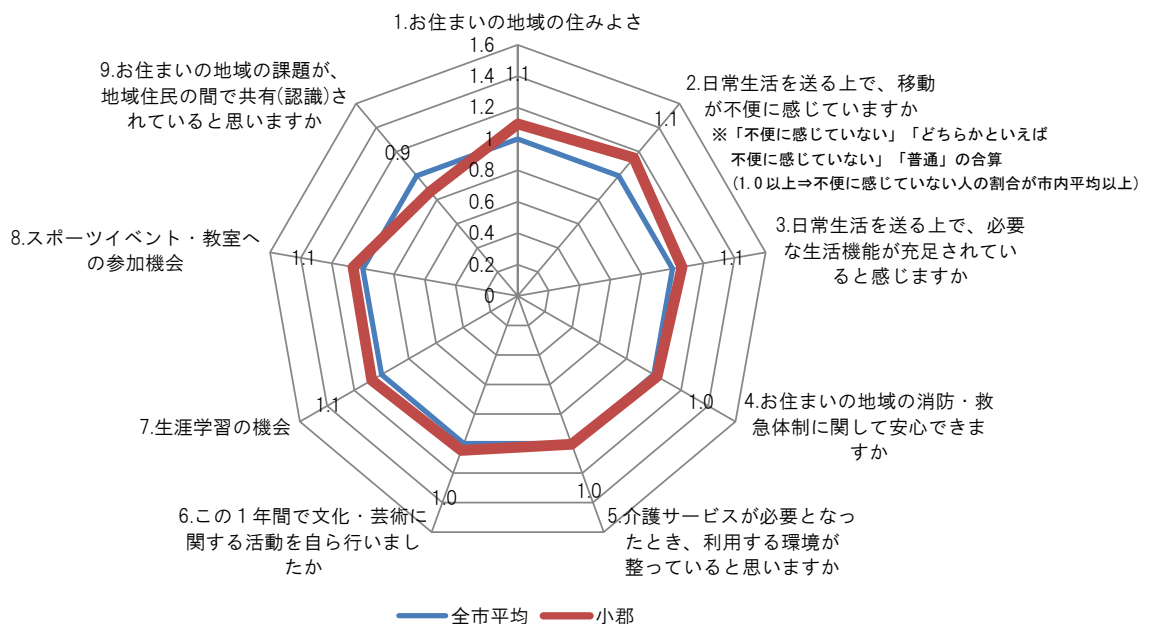 1.お住まいの地域の住みよさ
1.6
1.4
1.2
1
0.8
0.6
0.4
0.2
0
1.1
2.日常生活を送る上で、移動
が不便に感じていますか
※「不便に感じていない」「どちらかといえば
不便に感じていない」「普通」の合算
(1.0以上⇒不便に感じていない人の割合が市内平均以上)
1.1
3.日常生活を送る上で、必要
な生活機能が充足されてい
ると感じますか
1.1
4.お住まいの地域の消防・救
急体制に関して安心できま
すか
1.0
5.介護サービスが必要となっ
たとき、利用する環境が
整っていると思いますか
1.0
6.この1年間で文化・芸術に
関する活動を自ら行いまし
たか
1.0
7.生涯学習の機会
1.1
8.スポーツイベント・教室へ
の参加機会
1.1
9.お住まいの地域の課題が、
地域住民の間で共有(認識)さ
れていると思いますか
0.9
全市平均
小郡